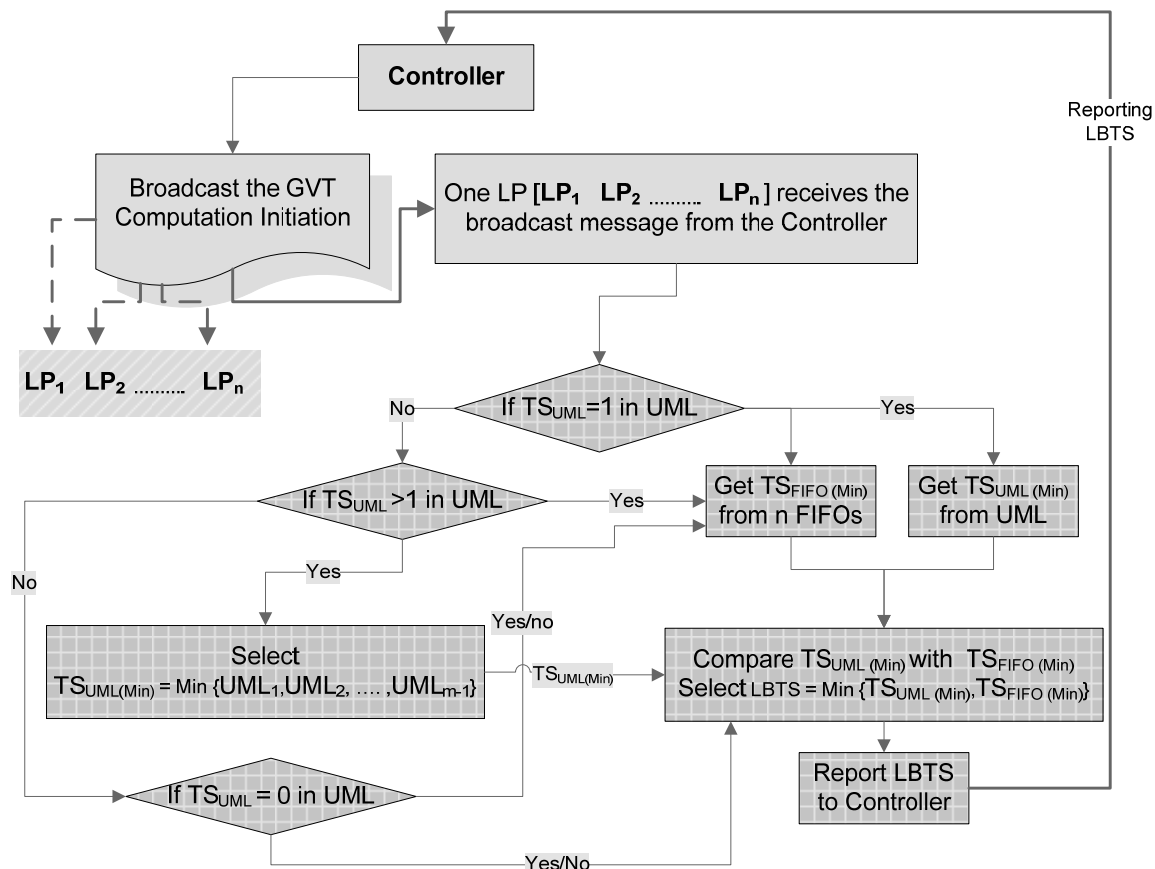 Controller
Reporting
LBTS
Broadcast the GVT
Computation Initiation
One LP [LP1 LP2 .......... LPn] receives the
broadcast message from the Controller
LP1 LP2 .......... LPn
If TSUML=1 in UML
No
Yes
If TSUML >1 in UML
Yes
Get TSFIFO (Min)
from n FIFOs
Get TSUML (Min)
from UML
No
Yes
Yes/no
Select
TSUML(Min) = Min {UML1,UML2, .... ,UMLm-1}
TSUML(Min)
Compare TSUML (Min) with TSFIFO (Min)
Select LBTS = Min {TSUML (Min),TSFIFO (Min)}
If TSUML = 0 in UML
Report LBTS
to Controller
Yes/No